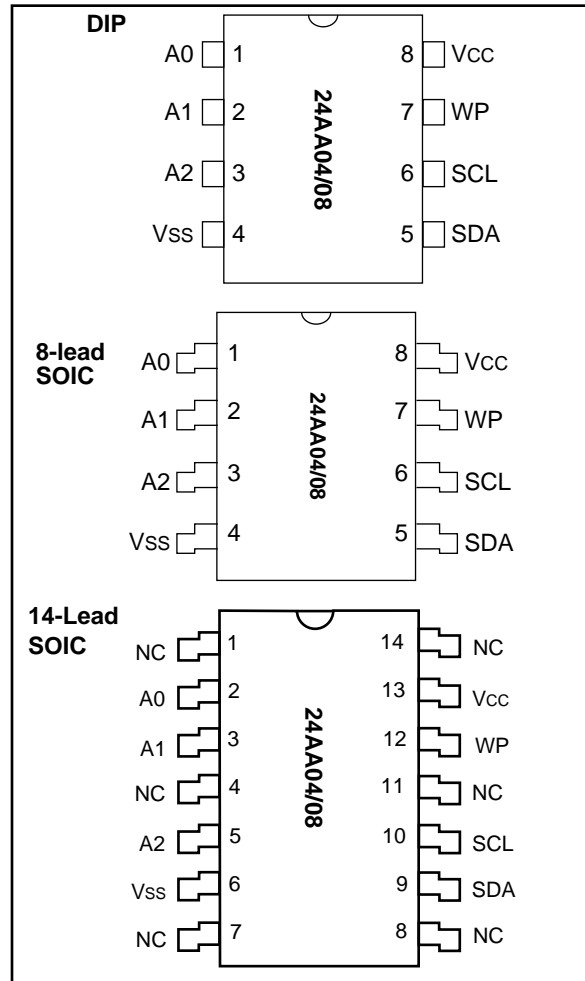 DIP
A0 1 8 VCC
A1 2 7 WP
A2 3 6 SCL
VSS 4 5 SDA
24AA04/08
8-lead
SOIC
A0 1 8 VCC
A1 2 7 WP
A2 3 6 SCL
VSS 4 5 SDA
24AA04/08
14-Lead
SOIC
NC 1 14 NC
A0 2 13 VCC
A1 3 12 WP
NC 4 11 NC
A2 5 10 SCL
VSS 6 9 SDA
NC 7 8 NC
24AA04/08